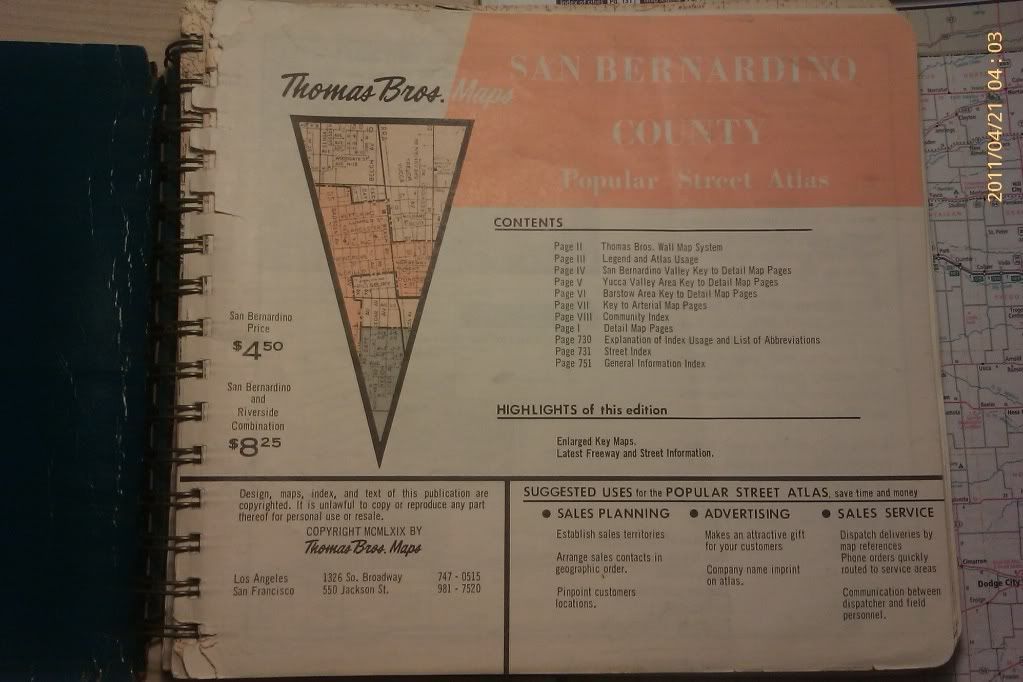 Thomas Bros. Maps
SAN BERNARDINO
COUNTY
Popular Street Atlas
CONTENTS
Page II Thomas Bros. Wall Map System
Page III Legend and Atlas Usage
Page IV San Bernardino Valley Key to Detail Map Pages
Page V Yucca Valley Area Key to Detail Map Pages
Page VI Barstow Area Key to Detail Map Pages
Page VII Key to Arterial Map Pages
Page VIII Community Index
Page I Detail Map Pages
Page 730 Explanation of Index Usage and List of Abbreviations
Page 731 Street Index
Page 751 General Information Index
San Bernardino
Price
$4.50
San Bernardino
and
Riverside
Combination
$8.25
HIGHLIGHTS of this edition
Enlarged Key Maps.
Latest Freeway and Street Information.
Design, maps, index, and text of this publication are
copyrighted. It is unlawful to copy or reproduce any part
thereof for personal use or resale.
COPYRIGHT MCMLXIX BY
Thomas Bros. Maps
Los Angeles 1326 So. Broadway 747 - 0515
San Francisco 550 Jackson St. 981 - 7520
SUGGESTED USES for the POPULAR STREET ATLAS, save time and money
● SALES PLANNING
Establish sales territories
Arrange sales contacts in
geographic order.
Pinpoint customers
locations.
● ADVERTISING
Makes an attractive gift
for your customers
Company name imprint
on atlas.
● SALES SERVICE
Dispatch deliveries by
map references
Phone orders quickly
routed to service areas
Communication between
dispatcher and field
personnel.
Dodge City
Cimarron
2011/04/21 04:03